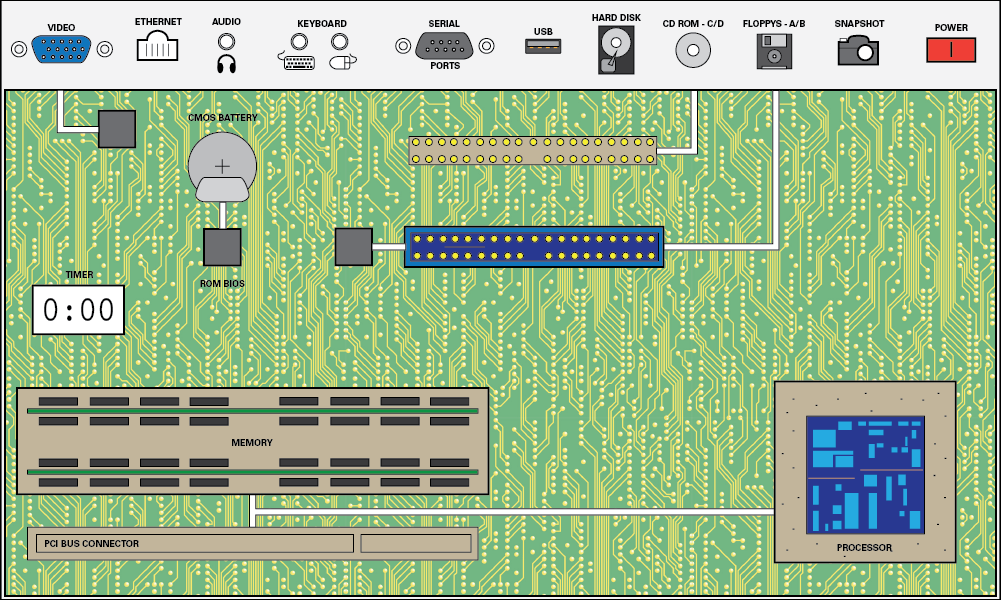 VIDEO
ETHERNET
AUDIO
KEYBOARD
SERIAL
PORTS
USB
HARD DISK
CD ROM - C/D
FLOPPYS - A/B
SNAPSHOT
POWER
CMOS BATTERY
ROM BIOS
TIMER
0:00
MEMORY
PCI BUS CONNECTOR
PROCESSOR